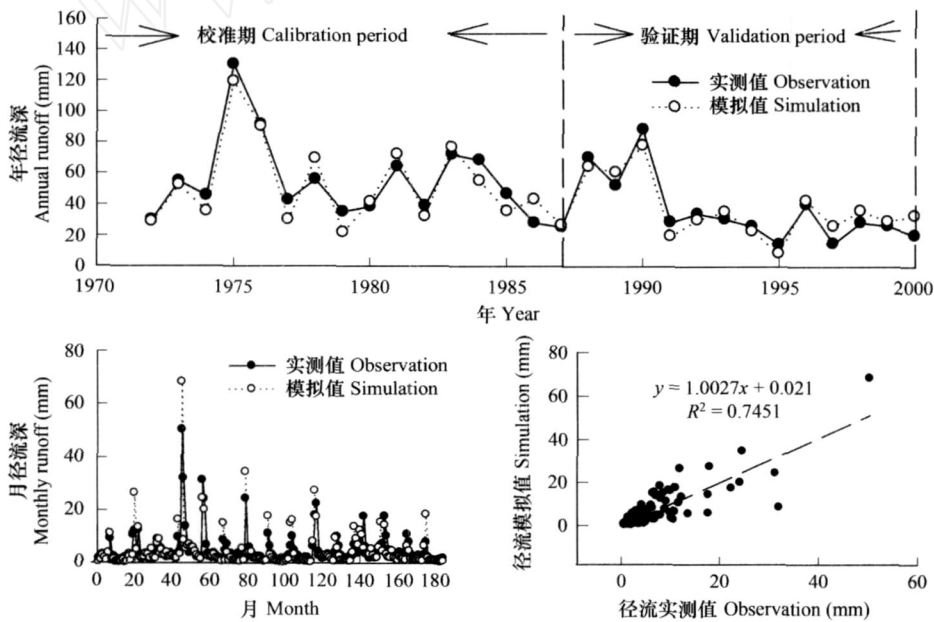 160
140
120
100
80
60
40
20
0
年径流深
Annual runoff (mm)
校准期 Calibration period
验证期 Validation period
实测值 Observation
模拟值 Simulation
1970 1975 1980 1985 1990 1995 2000
年 Year
80
60
40
20
0
月径流深
Monthly runoff (mm)
实测值 Observation
模拟值 Simulation
0 20 40 60 80 100 120 140 160 180
月 Month
80
60
40
20
0
径流模拟值 Simulation (mm)
y = 1.0027x + 0.021
R² = 0.7451
0 20 40 60
径流实测值 Observation (mm)